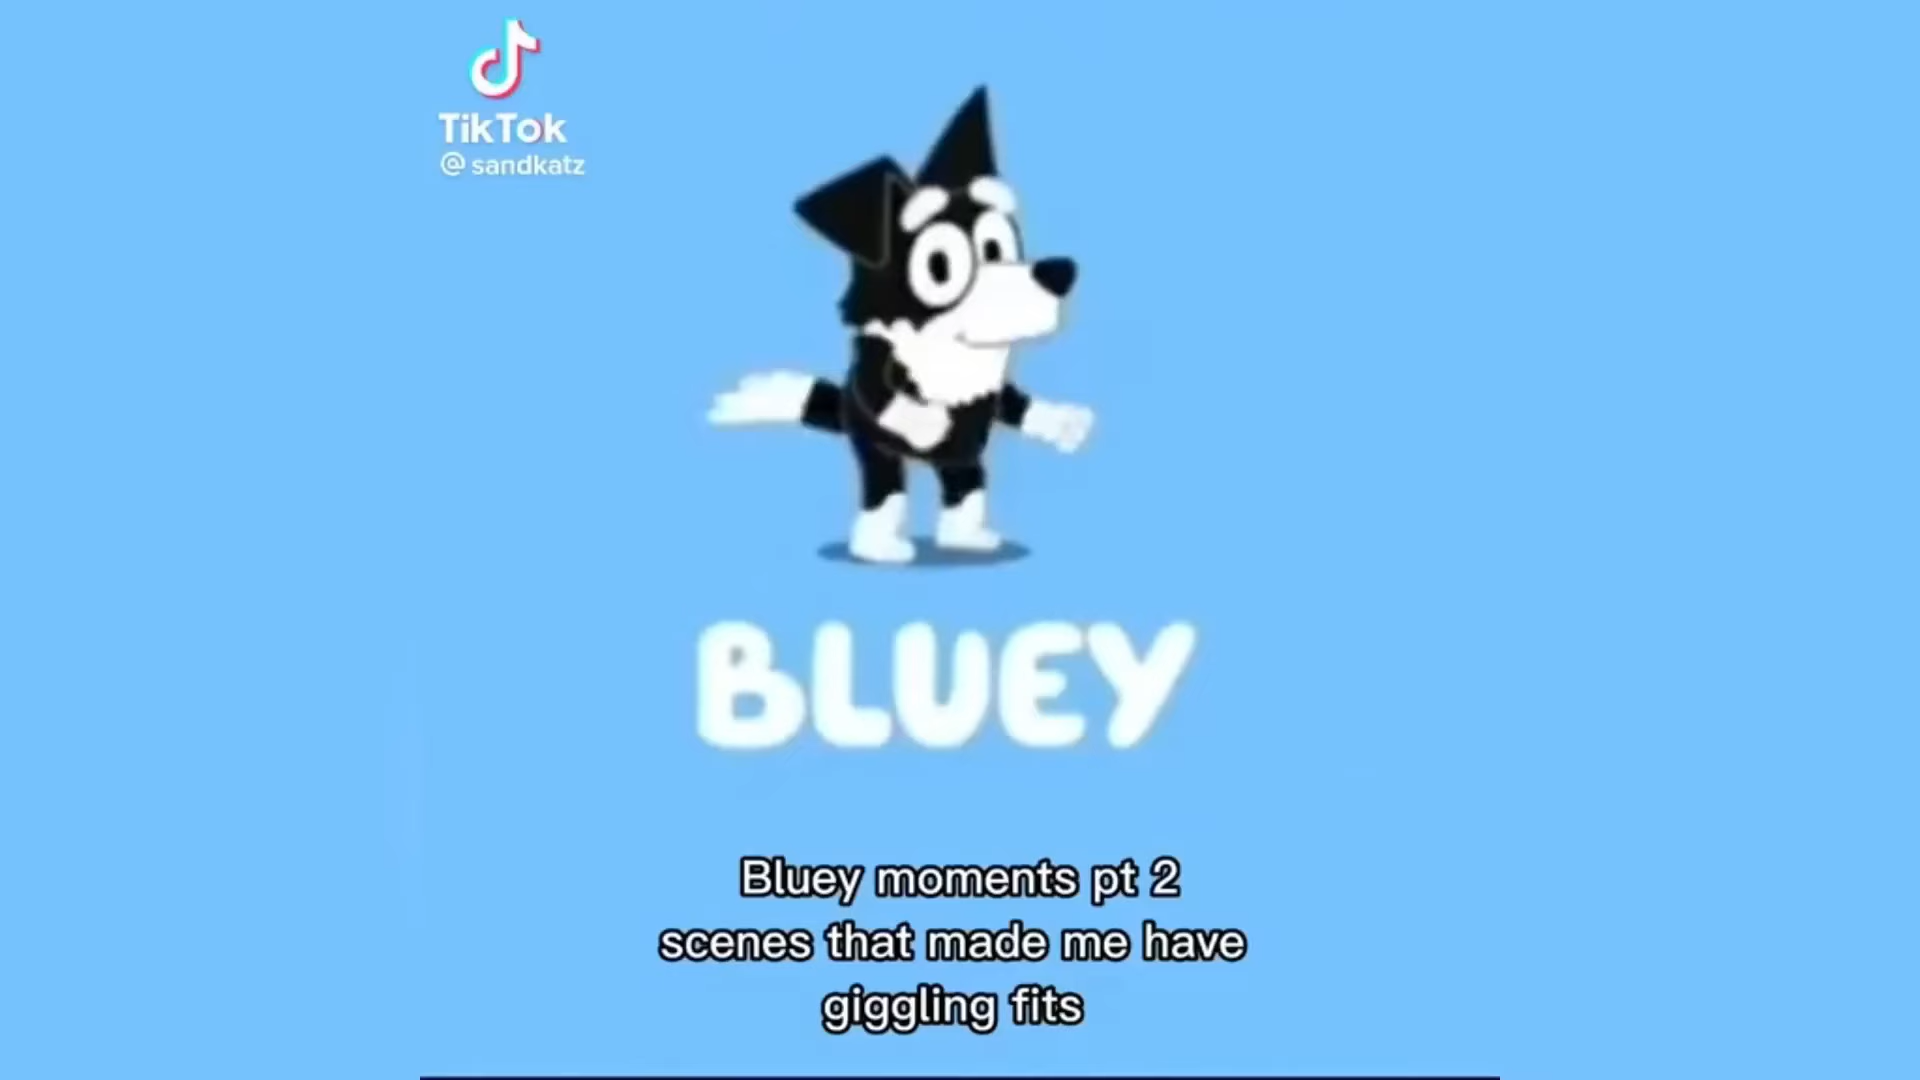 TikTok
@sandkatz
BLUEY
Bluey moments pt 2
scenes that made me have
giggling fits